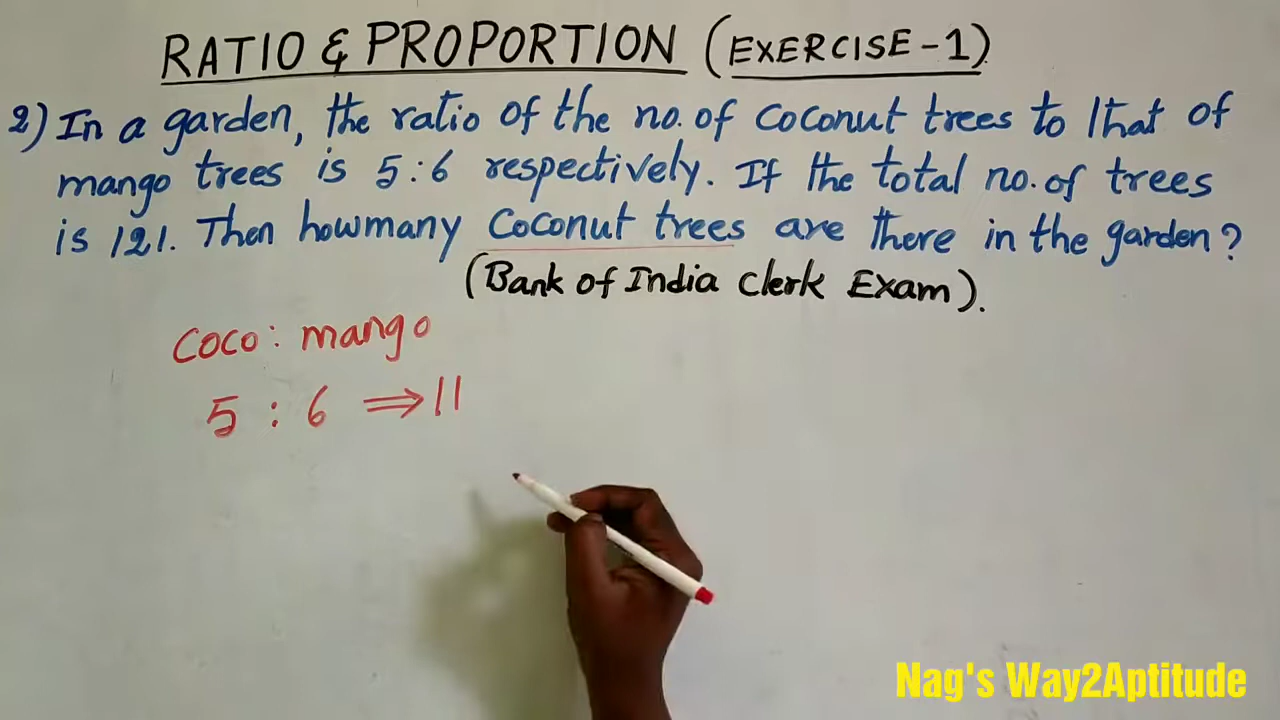 RATIO & PROPORTION (EXERCISE-1)
2) In a garden, the ratio of the no. of coconut trees to that of
mango trees is 5:6 respectively. If the total no. of trees
is 121. Then howmany Coconut trees are there in the garden?
(Bank of India Clerk Exam).
coco: mango
5 : 6 ⇒ 11
Nag's Way2Aptitude